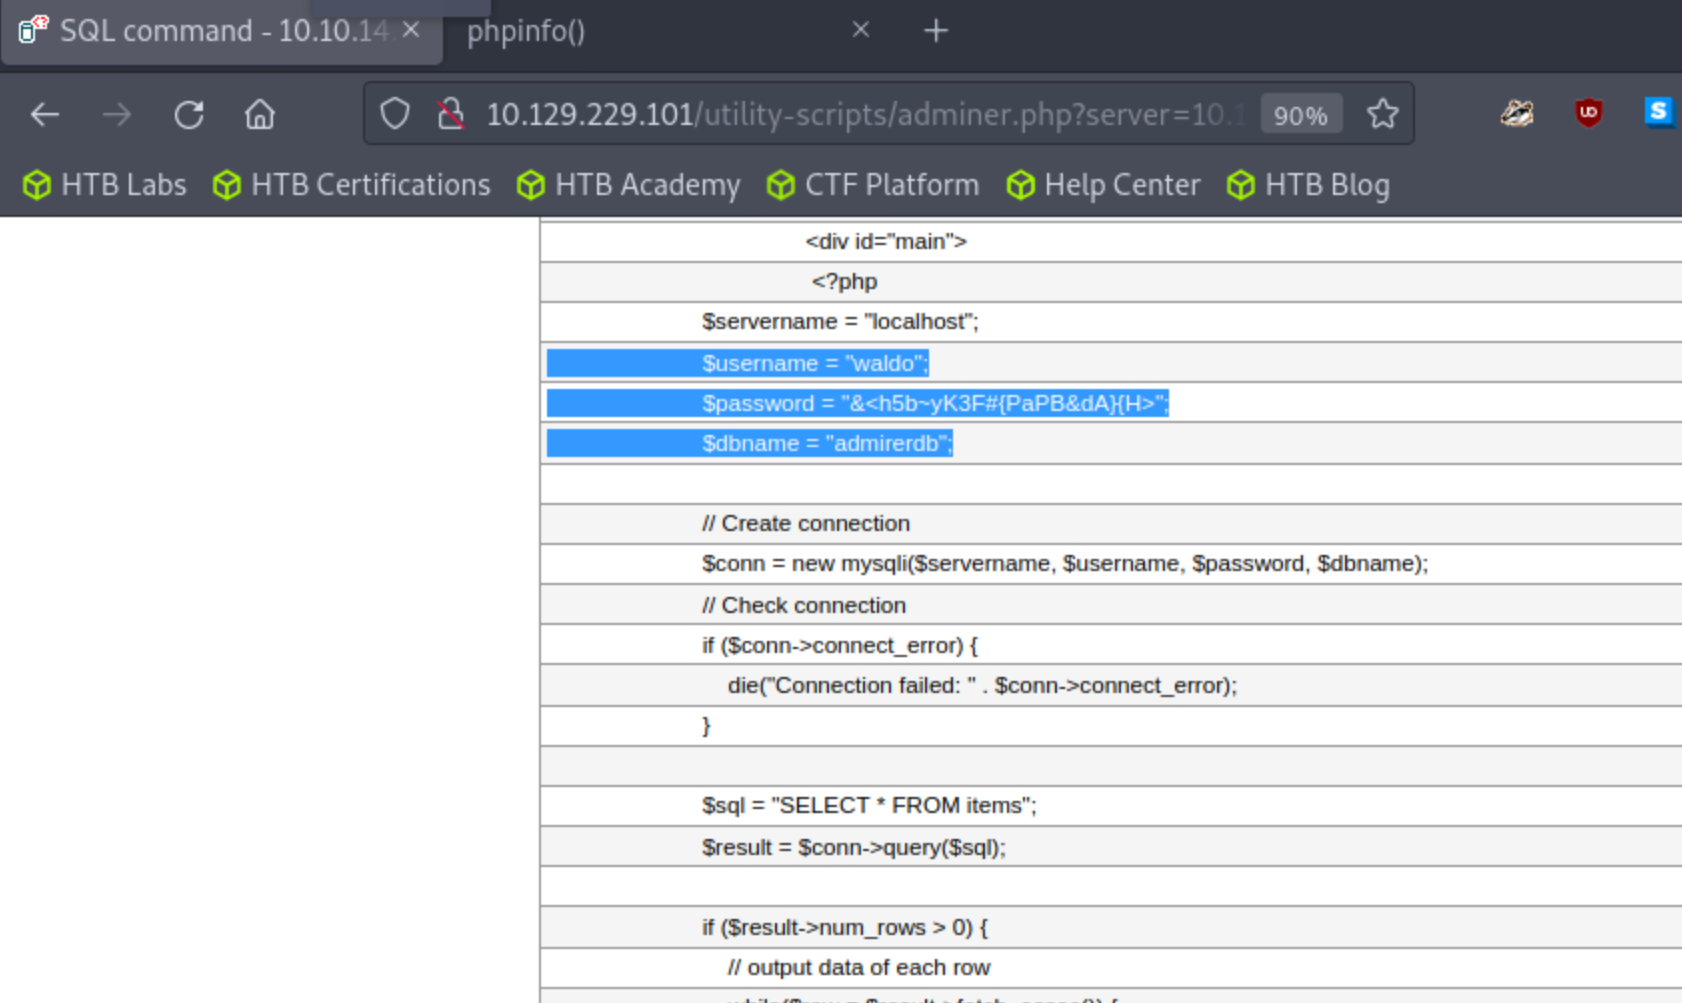 SQL command - 10.10.14.
phpinfo()
10.129.229.101/utility-scripts/adminer.php?server=10.1
90%
HTB Labs
HTB Certifications
HTB Academy
CTF Platform
Help Center
HTB Blog
<div id="main">
<?php
$servername = "localhost";
$username = "waldo";
$password = "&<h5b~yK3F#{PaPB&dA}{H>";
$dbname = "admirerdb";
// Create connection
$conn = new mysqli($servername, $username, $password, $dbname);
// Check connection
if ($conn->connect_error) {
die("Connection failed: " . $conn->connect_error);
}
$sql = "SELECT * FROM items";
$result = $conn->query($sql);
if ($result->num_rows > 0) {
// output data of each row